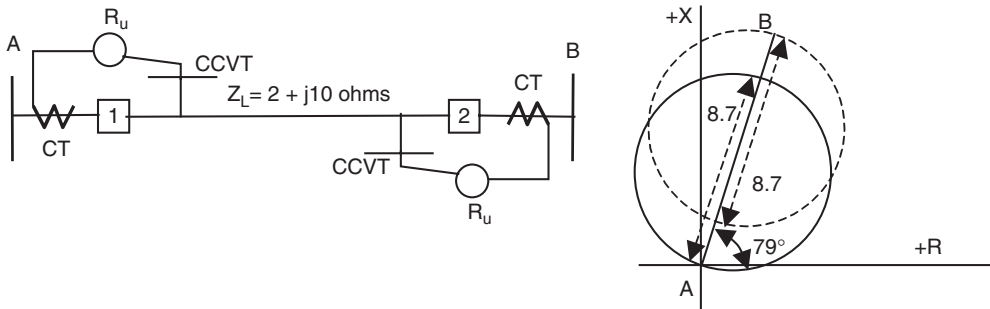 A
R_u
CCVT
CT
1
Z_L= 2 + j10 ohms
CCVT
R_u
2
CT
B
+X
B
8.7
8.7
79°
+R
A